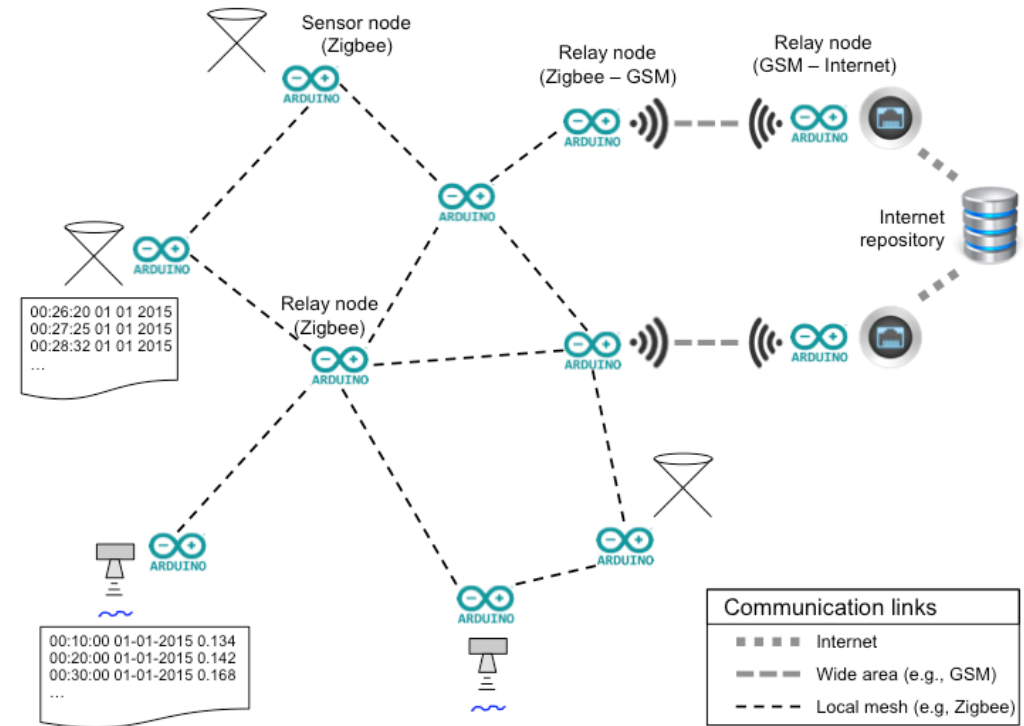 Sensor node
(Zigbee)
ARDUINO
Relay node
(Zigbee – GSM)
ARDUINO
Relay node
(GSM – Internet)
ARDUINO
ARDUINO
Internet
repository
ARDUINO
00:26:20 01 01 2015
00:27:25 01 01 2015
00:28:32 01 01 2015
...
Relay node
(Zigbee)
ARDUINO
ARDUINO
ARDUINO
ARDUINO
ARDUINO
00:10:00 01-01-2015 0.134
00:20:00 01-01-2015 0.142
00:30:00 01-01-2015 0.168
...
ARDUINO
Communication links
Internet
Wide area (e.g., GSM)
Local mesh (e.g, Zigbee)